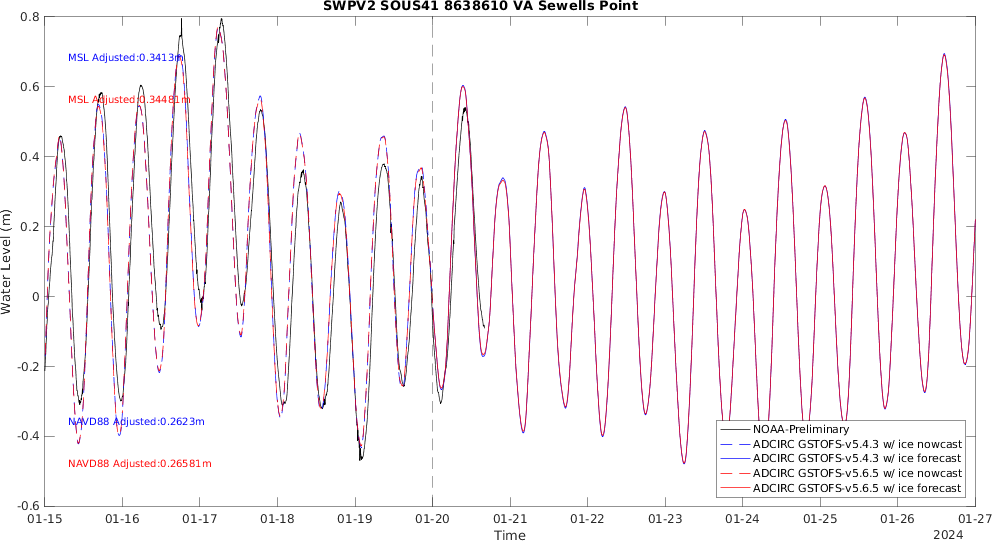 SWPV2 SOUS41 8638610 VA Sewells Point
0.8
0.6
0.4
0.2
0
-0.2
-0.4
-0.6
Water Level (m)
MSL Adjusted:0.3413m
MSL Adjusted:0.34481m
NAVD88 Adjusted:0.2623m
NAVD88 Adjusted:0.26581m
NOAA-Preliminary
ADCIRC GSTOFS-v5.4.3 w/ ice nowcast
ADCIRC GSTOFS-v5.4.3 w/ ice forecast
ADCIRC GSTOFS-v5.6.5 w/ ice nowcast
ADCIRC GSTOFS-v5.6.5 w/ ice forecast
01-15 01-16 01-17 01-18 01-19 01-20 01-21 01-22 01-23 01-24 01-25 01-26 01-27
Time
2024